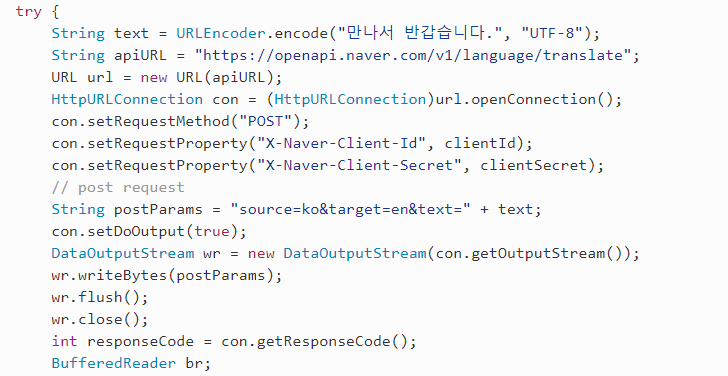 try {
String text = URLEncoder.encode("만나서 반갑습니다.", "UTF-8");
String apiURL = "https://openapi.naver.com/v1/language/translate";
URL url = new URL(apiURL);
HttpURLConnection con = (HttpURLConnection)url.openConnection();
con.setRequestMethod("POST");
con.setRequestProperty("X-Naver-Client-Id", clientId);
con.setRequestProperty("X-Naver-Client-Secret", clientSecret);
// post request
String postParams = "source=ko&target=en&text=" + text;
con.setDoOutput(true);
DataOutputStream wr = new DataOutputStream(con.getOutputStream());
wr.writeBytes(postParams);
wr.flush();
wr.close();
int responseCode = con.getResponseCode();
BufferedReader br;